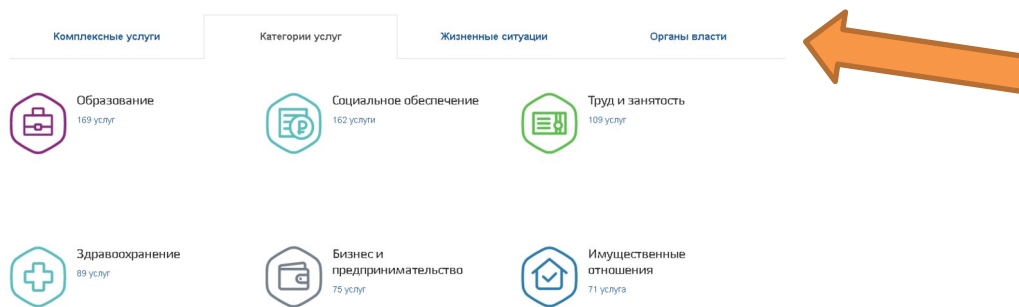 Комплексные услуги
Категории услуг
Жизненные ситуации
Органы власти
Образование
169 услуг
Социальное обеспечение
162 услуги
Труд и занятость
109 услуг
Здравоохранение
89 услуг
Бизнес и
предпринимательство
75 услуг
Имущественные
отношения
71 услуга